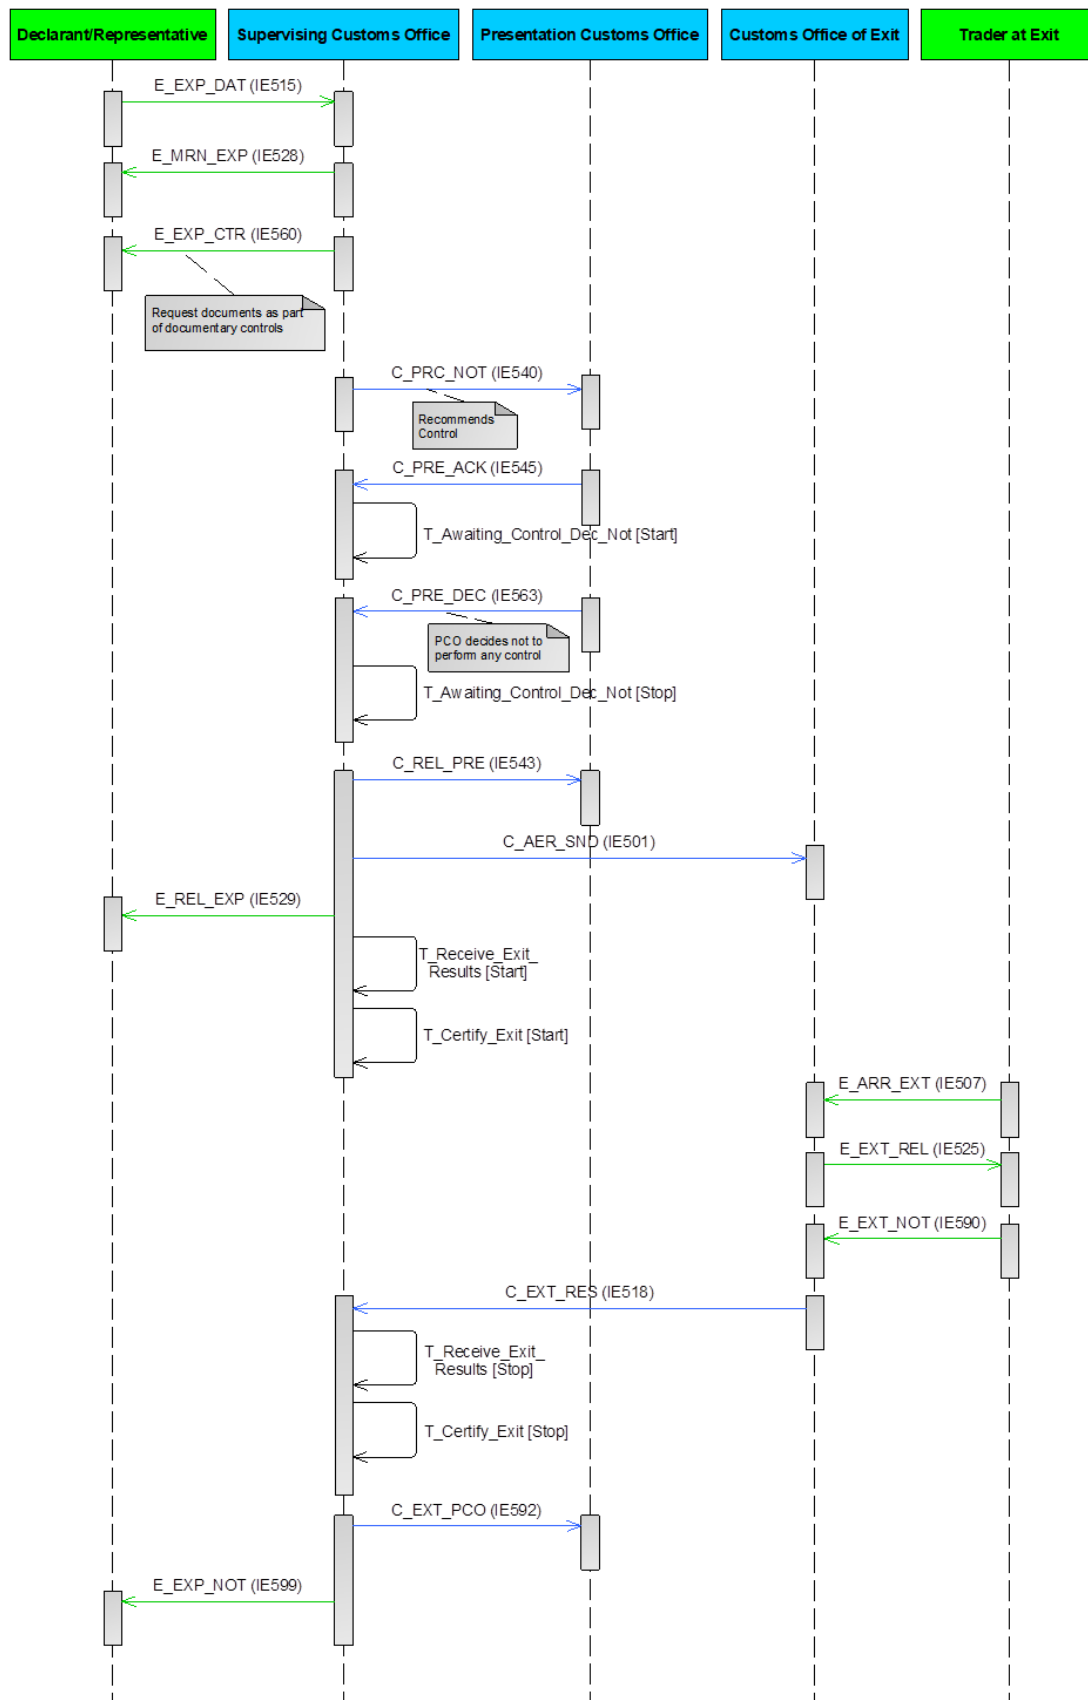 Declarant/Representative
Supervising Customs Office
Presentation Customs Office
Customs Office of Exit
Trader at Exit
E_EXP_DAT (IE515)
E_MRN_EXP (IE528)
E_EXP_CTR (IE560)
Request documents as part
of documentary controls
C_PRC_NOT (IE540)
Recommends
Control
C_PRE_ACK (IE545)
T_Awaiting_Control_Dec_Not [Start]
C_PRE_DEC (IE563)
PCO decides not to
perform any control
T_Awaiting_Control_Dec_Not [Stop]
C_REL_PRE (IE543)
C_AER_SND (IE501)
E_REL_EXP (IE529)
T_Receive_Exit_
Results [Start]
T_Certify_Exit [Start]
E_ARR_EXT (IE507)
E_EXT_REL (IE525)
E_EXT_NOT (IE590)
C_EXT_RES (IE518)
T_Receive_Exit_
Results [Stop]
T_Certify_Exit [Stop]
C_EXT_PCO (IE592)
E_EXP_NOT (IE599)